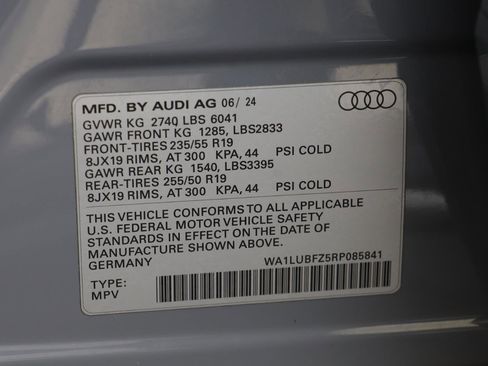 MFD. BY AUDI AG 06/ 24
GVWR KG 2740 LBS 6041
GAWR FRONT KG 1285, LBS2833
FRONT-TIRES 235/55 R19
8JX19 RIMS, AT 300 KPA, 44 PSI COLD
GAWR REAR KG 1540, LBS3395
REAR-TIRES 255/50 R19
8JX19 RIMS, AT 300 KPA, 44 PSI COLD
THIS VEHICLE CONFORMS TO ALL APPLICABLE
U.S. FEDERAL MOTOR VEHICLE SAFETY
STANDARDS IN EFFECT ON THE DATE OF
MANUFACTURE SHOWN ABOVE.
GERMANY
WA1LUBFZ5RP085841
TYPE:
MPV